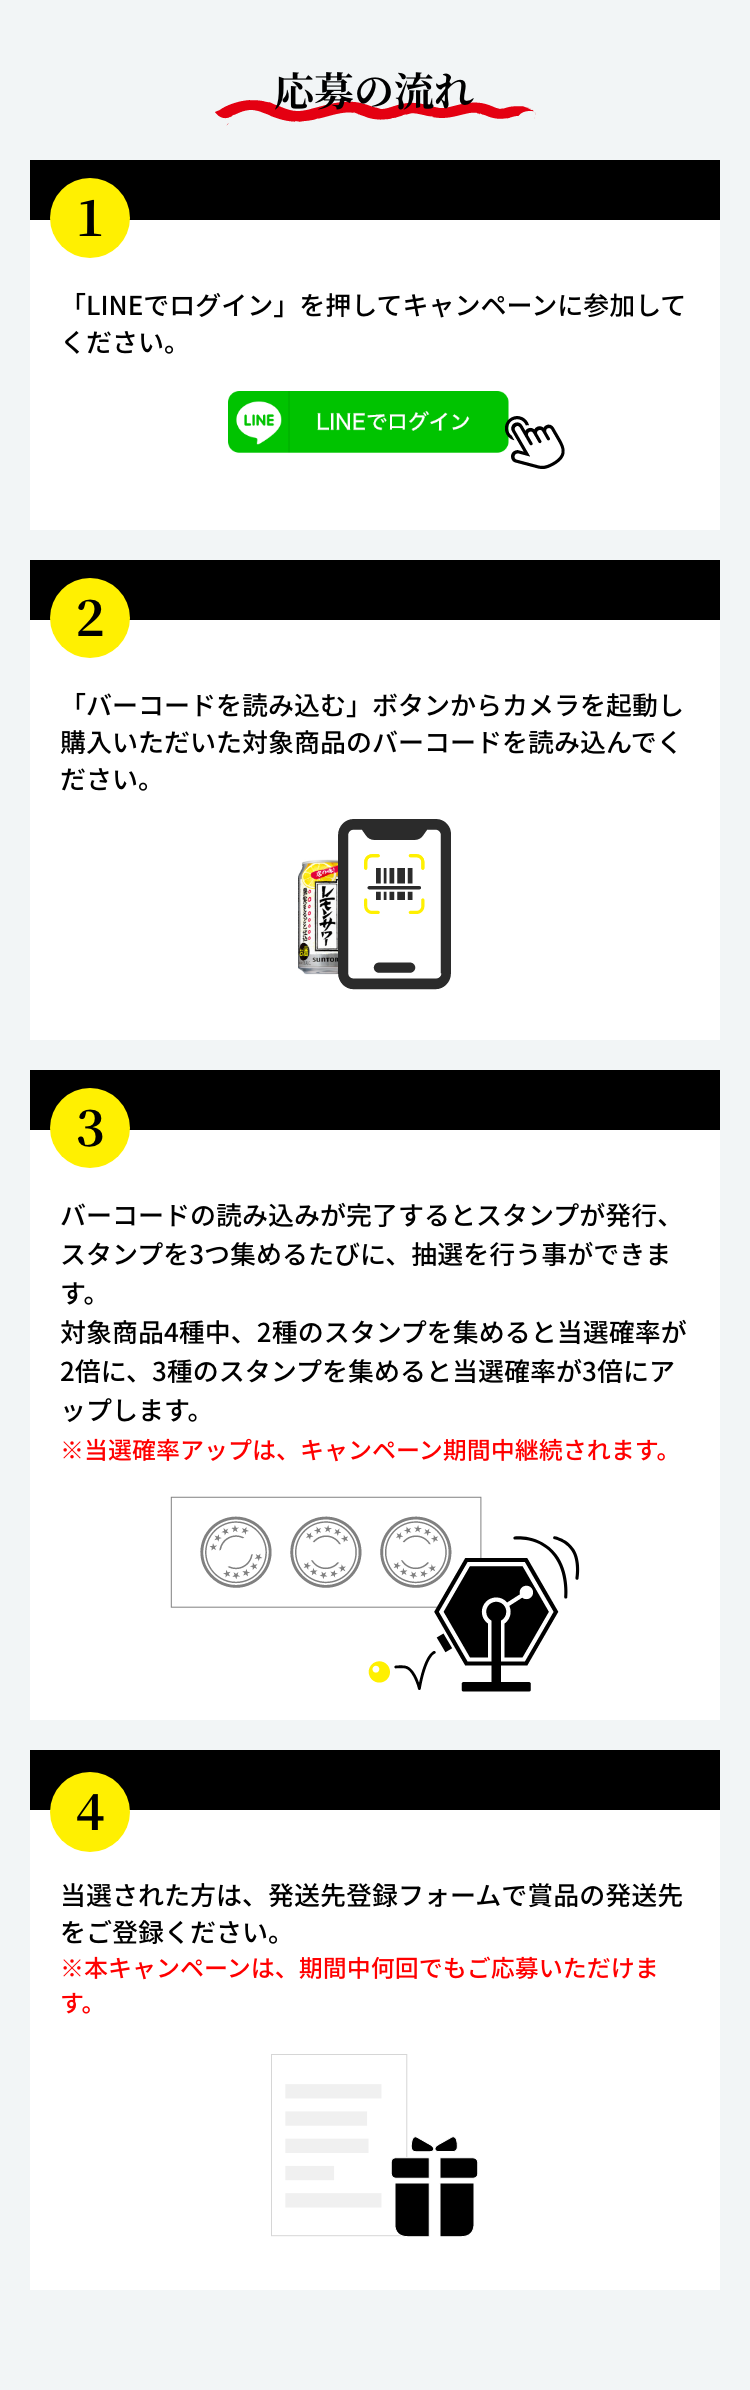 応募の流れ
1
「LINEでログイン」を押してキャンペーンに参加して
ください。
LINE
LINEでログイン
2
「バーコードを読み込む」ボタンからカメラを起動し
購入いただいた対象商品のバーコードを読み込んでく
ださい。
レモンサワー
3
バーコードの読み込みが完了するとスタンプが発行、
スタンプを3つ集めるたびに、抽選を行う事ができま
す。
対象商品4種中、2種のスタンプを集めると当選確率が
2倍に、3種のスタンプを集めると当選確率が3倍にア
ップします。
※当選確率アップは、キャンペーン期間中継続されます。
4
当選された方は、発送先登録フォームで賞品の発送先
をご登録ください。
※本キャンペーンは、期間中何回でもご応募いただけま
す。